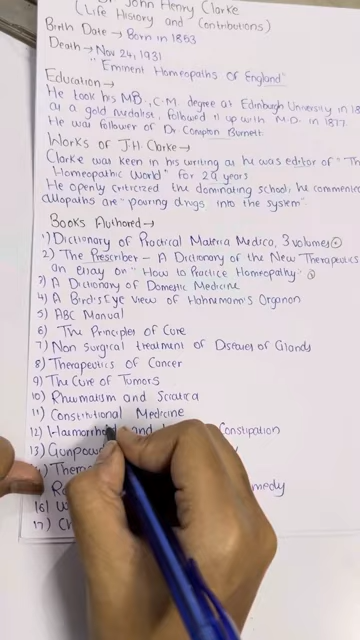 John Henry Clarke
(Life History and Contributions)
Birth Date → Born in 1853
Death → Nov 24, 1931
"Eminent Homeopaths of England"
Education →
He took his MB, C.M. degree at Edinburgh University in
as a gold medalist, followed it up with M.D. in 1877.
He was follower of Dr Compton Burnett.
Works of J.H Clarke →
Clarke was keen in his writing as he was editor of "The
Homeopathic World" for 29 years
He openly criticized the dominating school, he commented
Allopaths are "pouring drugs into the system"
Books Authored →
1) Dictionary of Practical Materia Medica, 3 volumes
2) The Prescriber - A Dictionary of the New Therapeutics
an essay on "How to Practice Homeopathy"
3) A Dictionary of Domestic Medicine
4) A Bird's Eye View of Hahnemann's Organon
5) ABC Manual
6) The Principles of Cure
7) Non Surgical treatment of Diseases of Glands
8) Therapeutics of Cancer
9) The Cure of Tumors
10) Rheumatism and Sciatica
11) Constitutional Medicine
12) and Constipation
13)
16)
17)